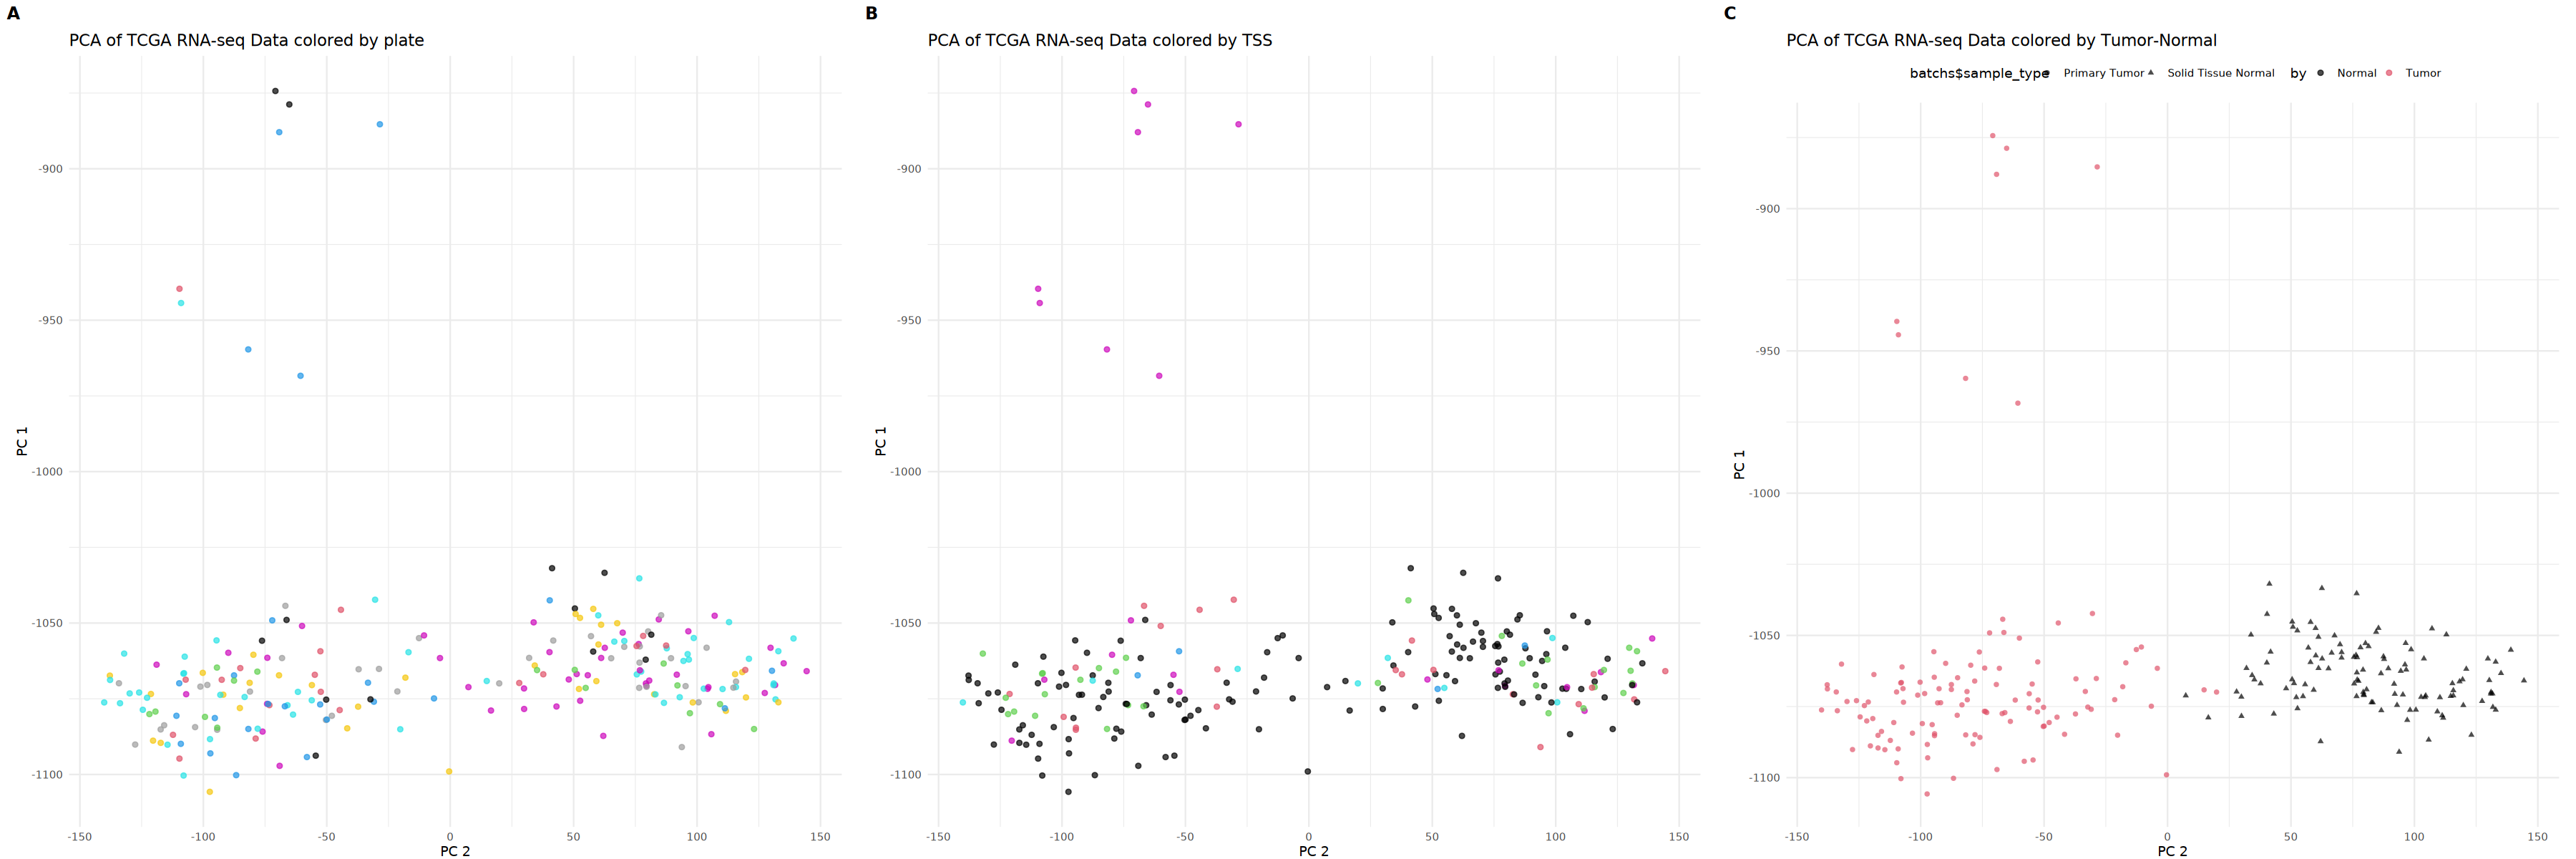 A
PCA of TCGA RNA-seq Data colored by plate
-900
-950
-1000
-1050
-1100
PC 1
-150 -100 -50 0 50 100 150
PC 2
B
PCA of TCGA RNA-seq Data colored by TSS
-900
-950
-1000
-1050
-1100
PC 1
-150 -100 -50 0 50 100 150
PC 2
C
PCA of TCGA RNA-seq Data colored by Tumor-Normal
batchs$sample_type Primary Tumor Solid Tissue Normal by Normal Tumor
-900
-950
-1000
-1050
-1100
PC 1
-150 -100 -50 0 50 100 150
PC 2